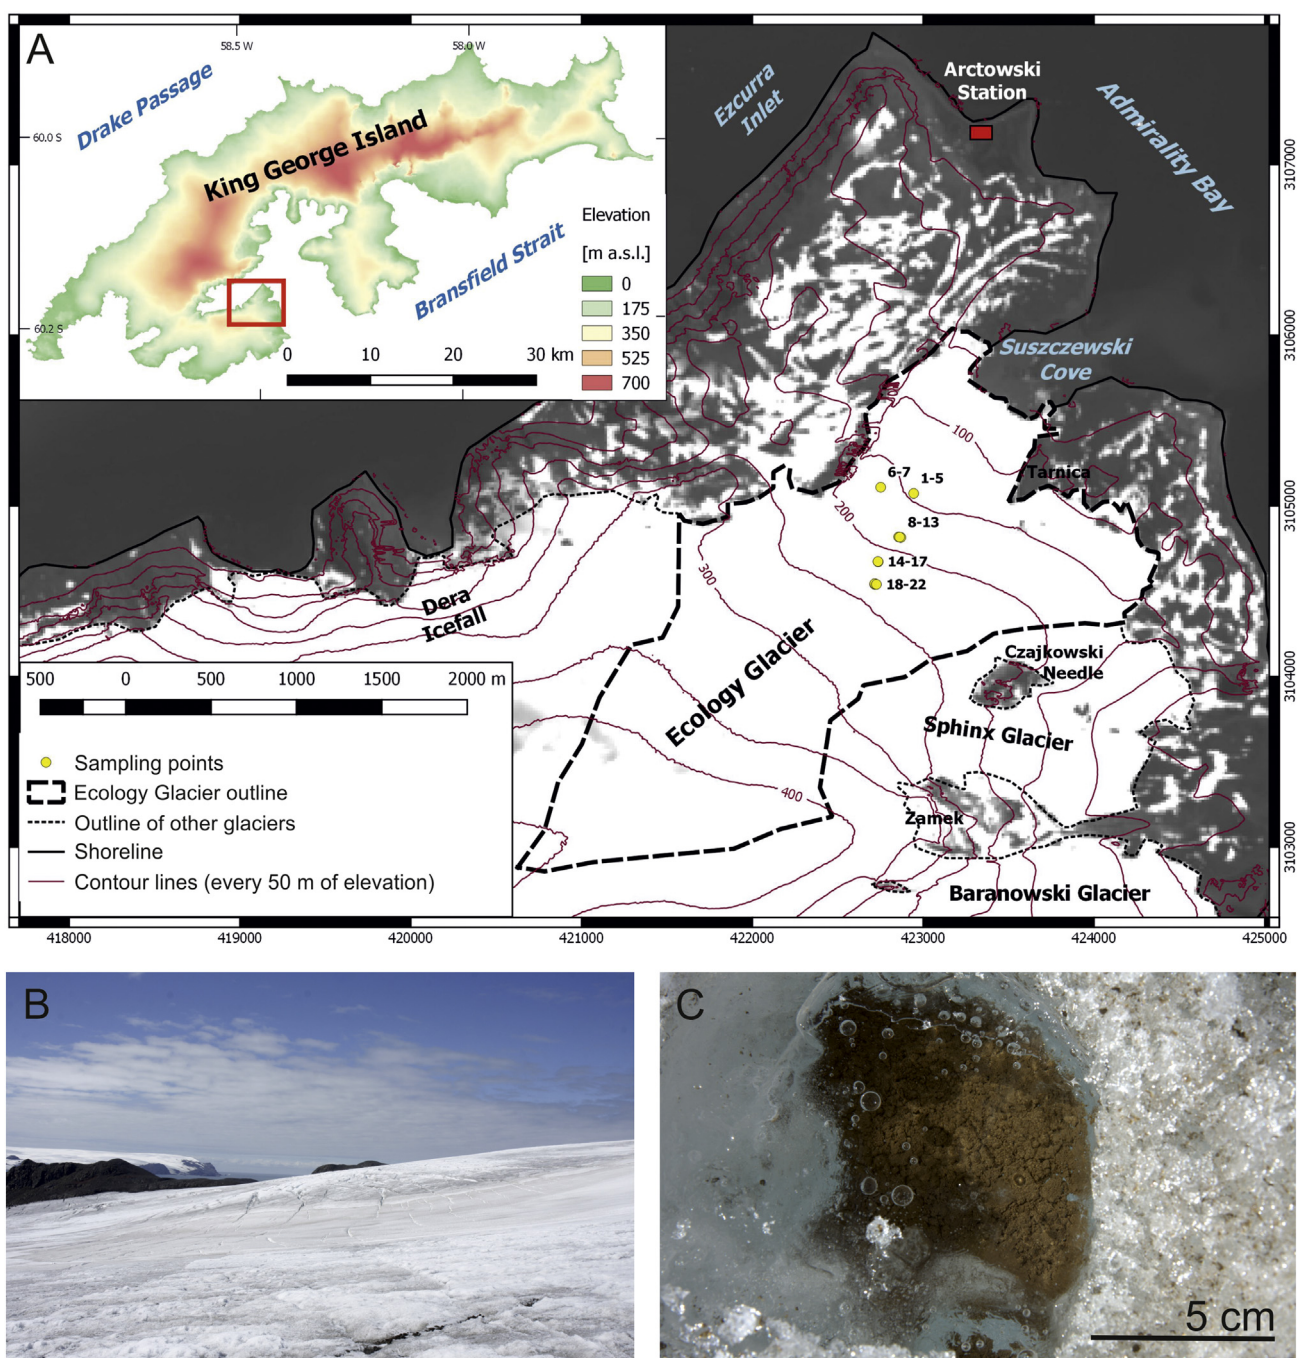 A
58.5 W
58.0 W
Drake Passage
60.0 S
King George Island
Bransfield Strait
60.2 S
Elevation
[m a.s.l.]
0
175
350
525
700
0 10 20 30 km
Ezcurra
Inlet
Arctowski
Station
Admirality Bay
Suszczewski
Cove
3107000
3106000
3105000
3104000
3103000
100
Tarnica
6-7
1-5
200
8-13
14-17
18-22
300
Dera
Icefall
Ecology Glacier
Czajkowski
Needle
Sphinx Glacier
400
Zamek
Baranowski Glacier
500 0 500 1000 1500 2000 m
Sampling points
Ecology Glacier outline
Outline of other glaciers
Shoreline
Contour lines (every 50 m of elevation)
418000 419000 420000 421000 422000 423000 424000 425000
B
C
5 cm